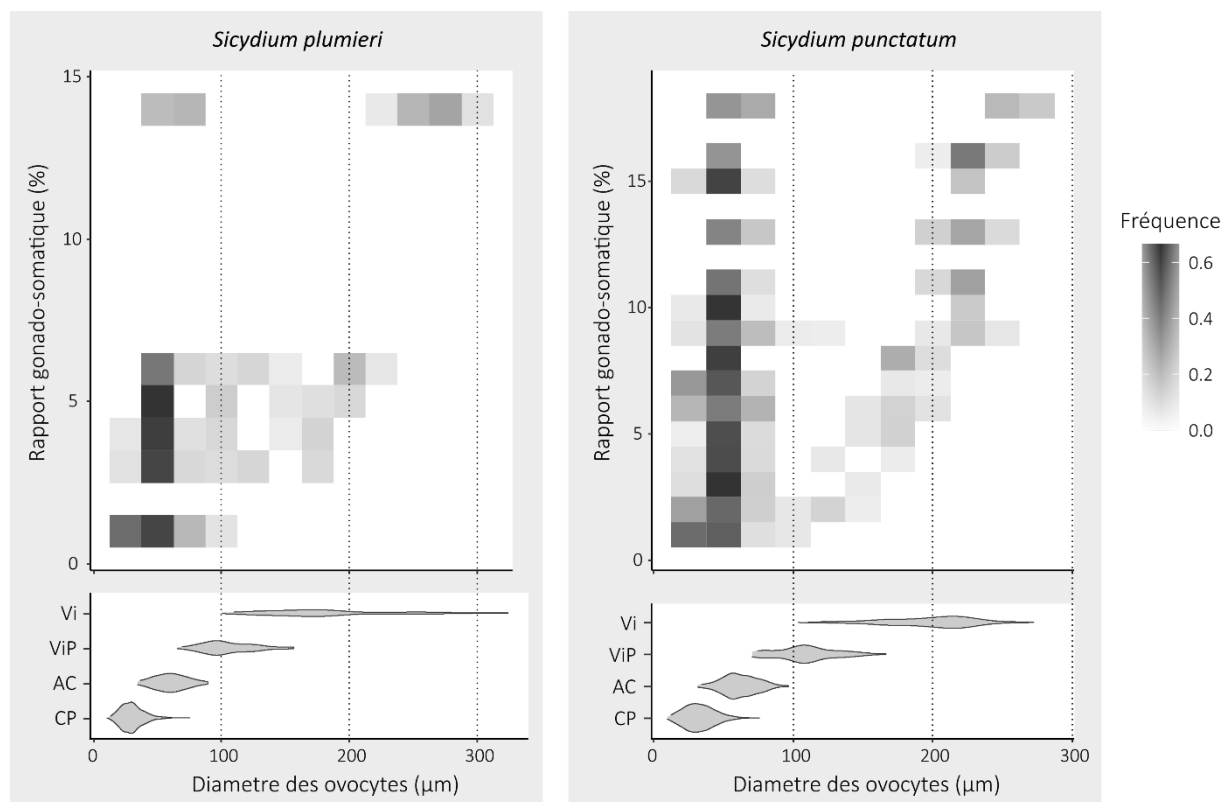 Sicydium plumieri
Rapport gonado-somatique (%)
15
10
5
0
Vi
ViP
AC
CP
0 100 200 300
Diametre des ovocytes (µm)
Sicydium punctatum
Rapport gonado-somatique (%)
15
10
5
0
Vi
ViP
AC
CP
0 100 200 300
Diametre des ovocytes (µm)
Fréquence
0.6
0.4
0.2
0.0